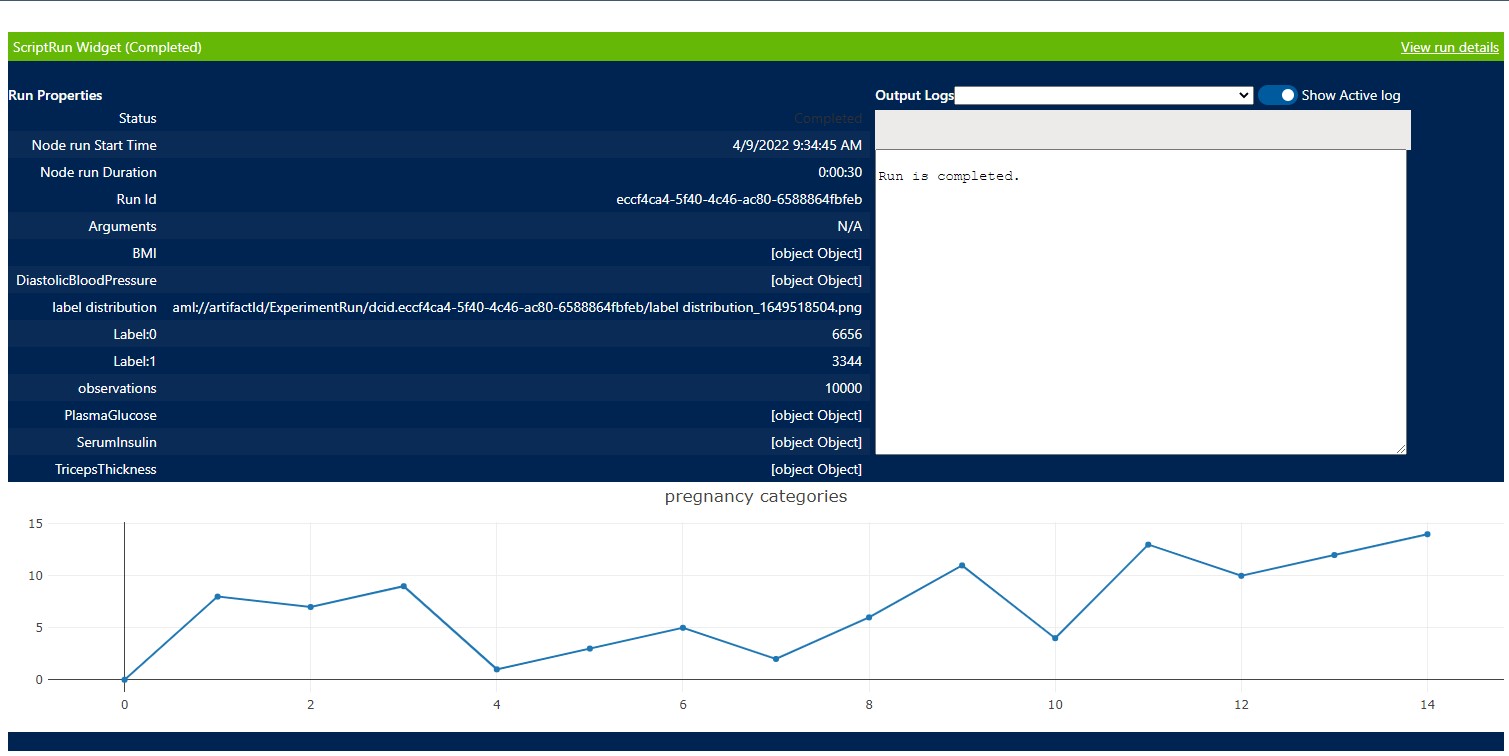 ScriptRun Widget (Completed) View run details
Run Properties
Status Completed
Node run Start Time 4/9/2022 9:34:45 AM
Node run Duration 0:00:30
Run Id eccf4ca4-5f40-4c46-ac80-6588864fbfeb
Arguments N/A
BMI [object Object]
DiastolicBloodPressure [object Object]
label distribution aml://artifactId/ExperimentRun/dcid.eccf4ca4-5f40-4c46-ac80-6588864fbfeb/label distribution_1649518504.png
Label:0 6656
Label:1 3344
observations 10000
PlasmaGlucose [object Object]
SerumInsulin [object Object]
TricepsThickness [object Object]
Output Logs Show Active log
Run is completed.
pregnancy categories
15
10
5
0
0 2 4 6 8 10 12 14